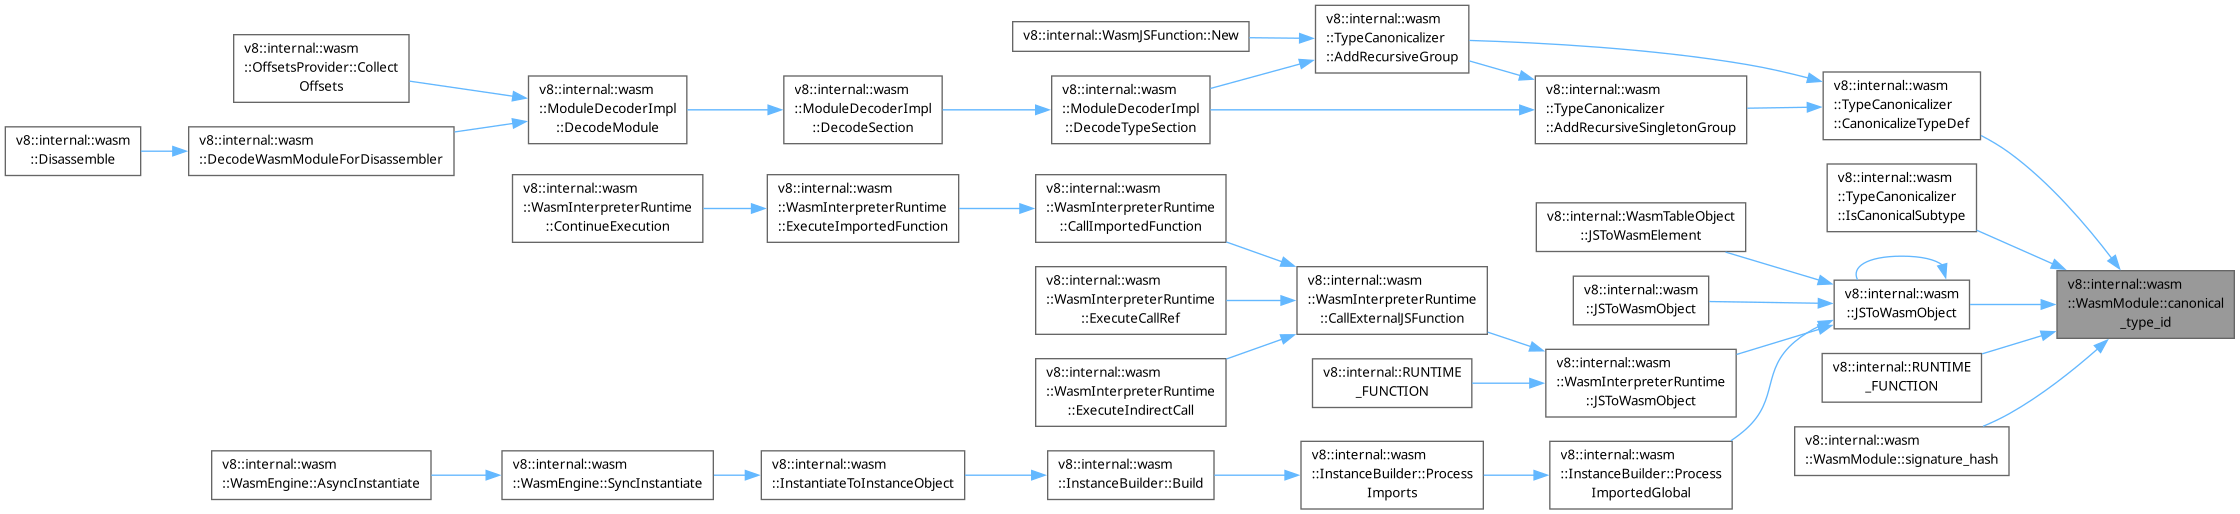 v8::internal::wasm
::Disassemble
v8::internal::wasm
::OffsetsProvider::Collect
Offsets
v8::internal::wasm
::DecodeWasmModuleForDisassembler
v8::internal::wasm
::ModuleDecoderImpl
::DecodeModule
v8::internal::wasm
::ModuleDecoderImpl
::DecodeSection
v8::internal::WasmJSFunction::New
v8::internal::wasm
::ModuleDecoderImpl
::DecodeTypeSection
v8::internal::wasm
::TypeCanonicalizer
::AddRecursiveGroup
v8::internal::wasm
::TypeCanonicalizer
::AddRecursiveSingletonGroup
v8::internal::wasm
::TypeCanonicalizer
::CanonicalizeTypeDef
v8::internal::wasm
::WasmInterpreterRuntime
::ContinueExecution
v8::internal::wasm
::WasmInterpreterRuntime
::ExecuteImportedFunction
v8::internal::wasm
::WasmInterpreterRuntime
::CallImportedFunction
v8::internal::wasm
::WasmInterpreterRuntime
::ExecuteCallRef
v8::internal::wasm
::WasmInterpreterRuntime
::ExecuteIndirectCall
v8::internal::wasm
::WasmInterpreterRuntime
::CallExternalJSFunction
v8::internal::RUNTIME
_FUNCTION
v8::internal::WasmTableObject
::JSToWasmElement
v8::internal::wasm
::JSToWasmObject
v8::internal::wasm
::WasmInterpreterRuntime
::JSToWasmObject
v8::internal::wasm
::TypeCanonicalizer
::IsCanonicalSubtype
v8::internal::wasm
::JSToWasmObject
v8::internal::RUNTIME
_FUNCTION
v8::internal::wasm
::WasmModule::signature_hash
v8::internal::wasm
::WasmModule::canonical
_type_id
v8::internal::wasm
::WasmEngine::AsyncInstantiate
v8::internal::wasm
::WasmEngine::SyncInstantiate
v8::internal::wasm
::InstantiateToInstanceObject
v8::internal::wasm
::InstanceBuilder::Build
v8::internal::wasm
::InstanceBuilder::Process
Imports
v8::internal::wasm
::InstanceBuilder::Process
ImportedGlobal